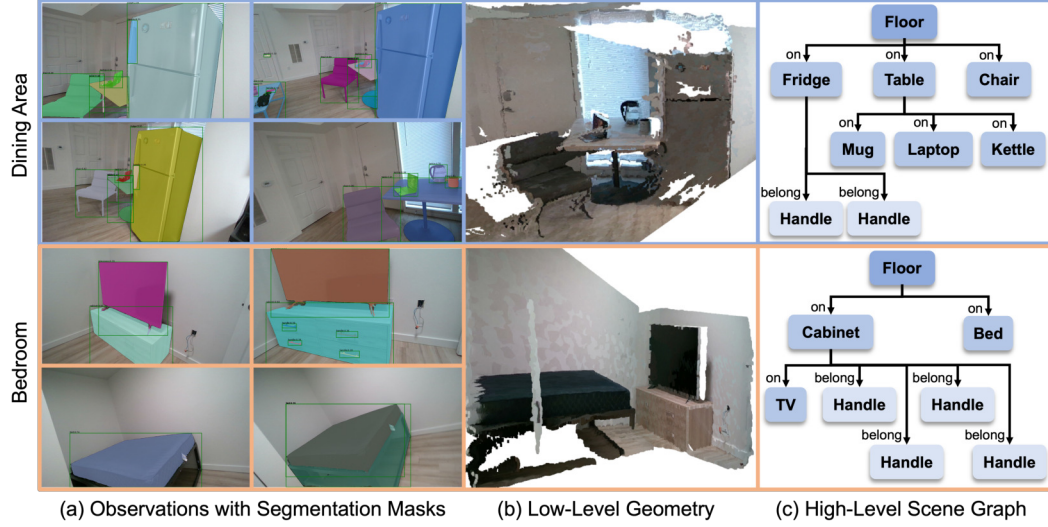 Dining Area
Floor
on on on
Fridge Table Chair
on on on
Mug Laptop Kettle
belong belong
Handle Handle
Bedroom
Floor
on on
Cabinet Bed
on belong belong
TV Handle Handle
belong belong
Handle Handle
(a) Observations with Segmentation Masks (b) Low-Level Geometry (c) High-Level Scene Graph